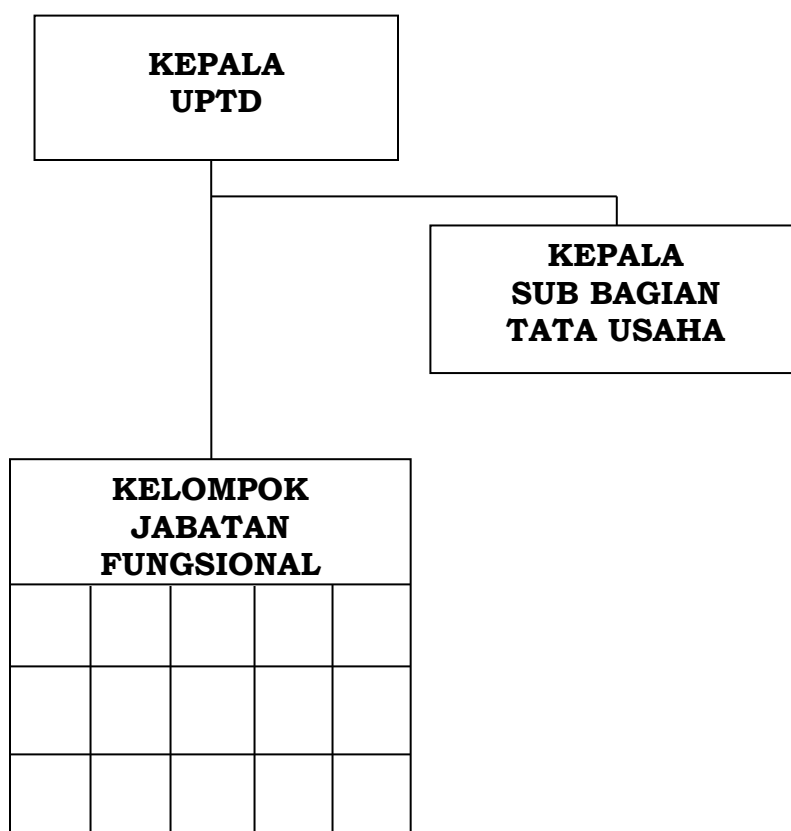 KEPALA
UPTD
KEPALA
SUB BAGIAN
TATA USAHA
KELOMPOK
JABATAN
FUNGSIONAL